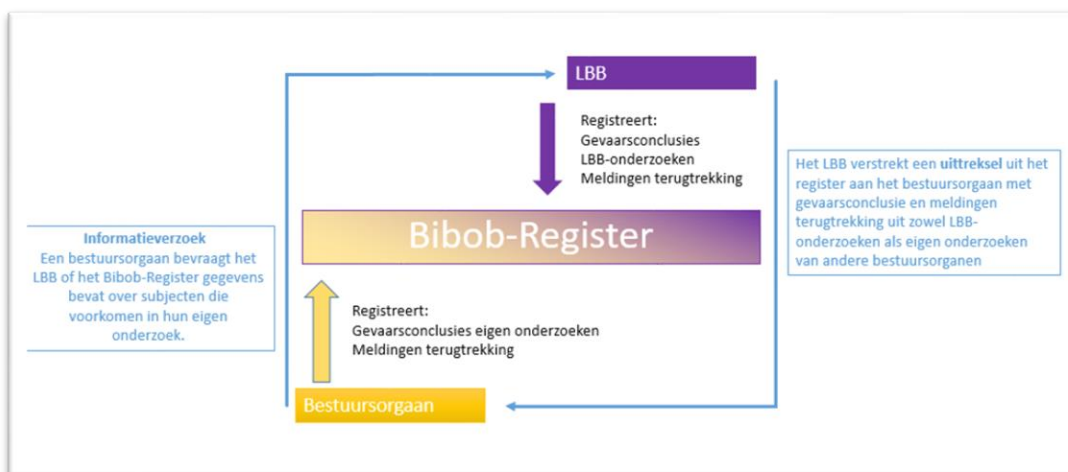 LBB
Registreert:
Gevaarsconclusies
LBB-onderzoeken
Meldingen terugtrekking
Het LBB verstrekt een uittreksel uit het
register aan het bestuursorgaan met
gevaarsconclusie en meldingen
terugtrekking uit zowel LBB-
onderzoeken als eigen onderzoeken
van andere bestuursorganen
Bibob-Register
Informatieverzoek
Een bestuursorgaan bevraagt het
LBB of het Bibob-Register gegevens
bevat over subjecten die
voorkomen in hun eigen
onderzoek.
Registreert:
Gevaarsconclusies eigen onderzoeken
Meldingen terugtrekking
Bestuursorgaan